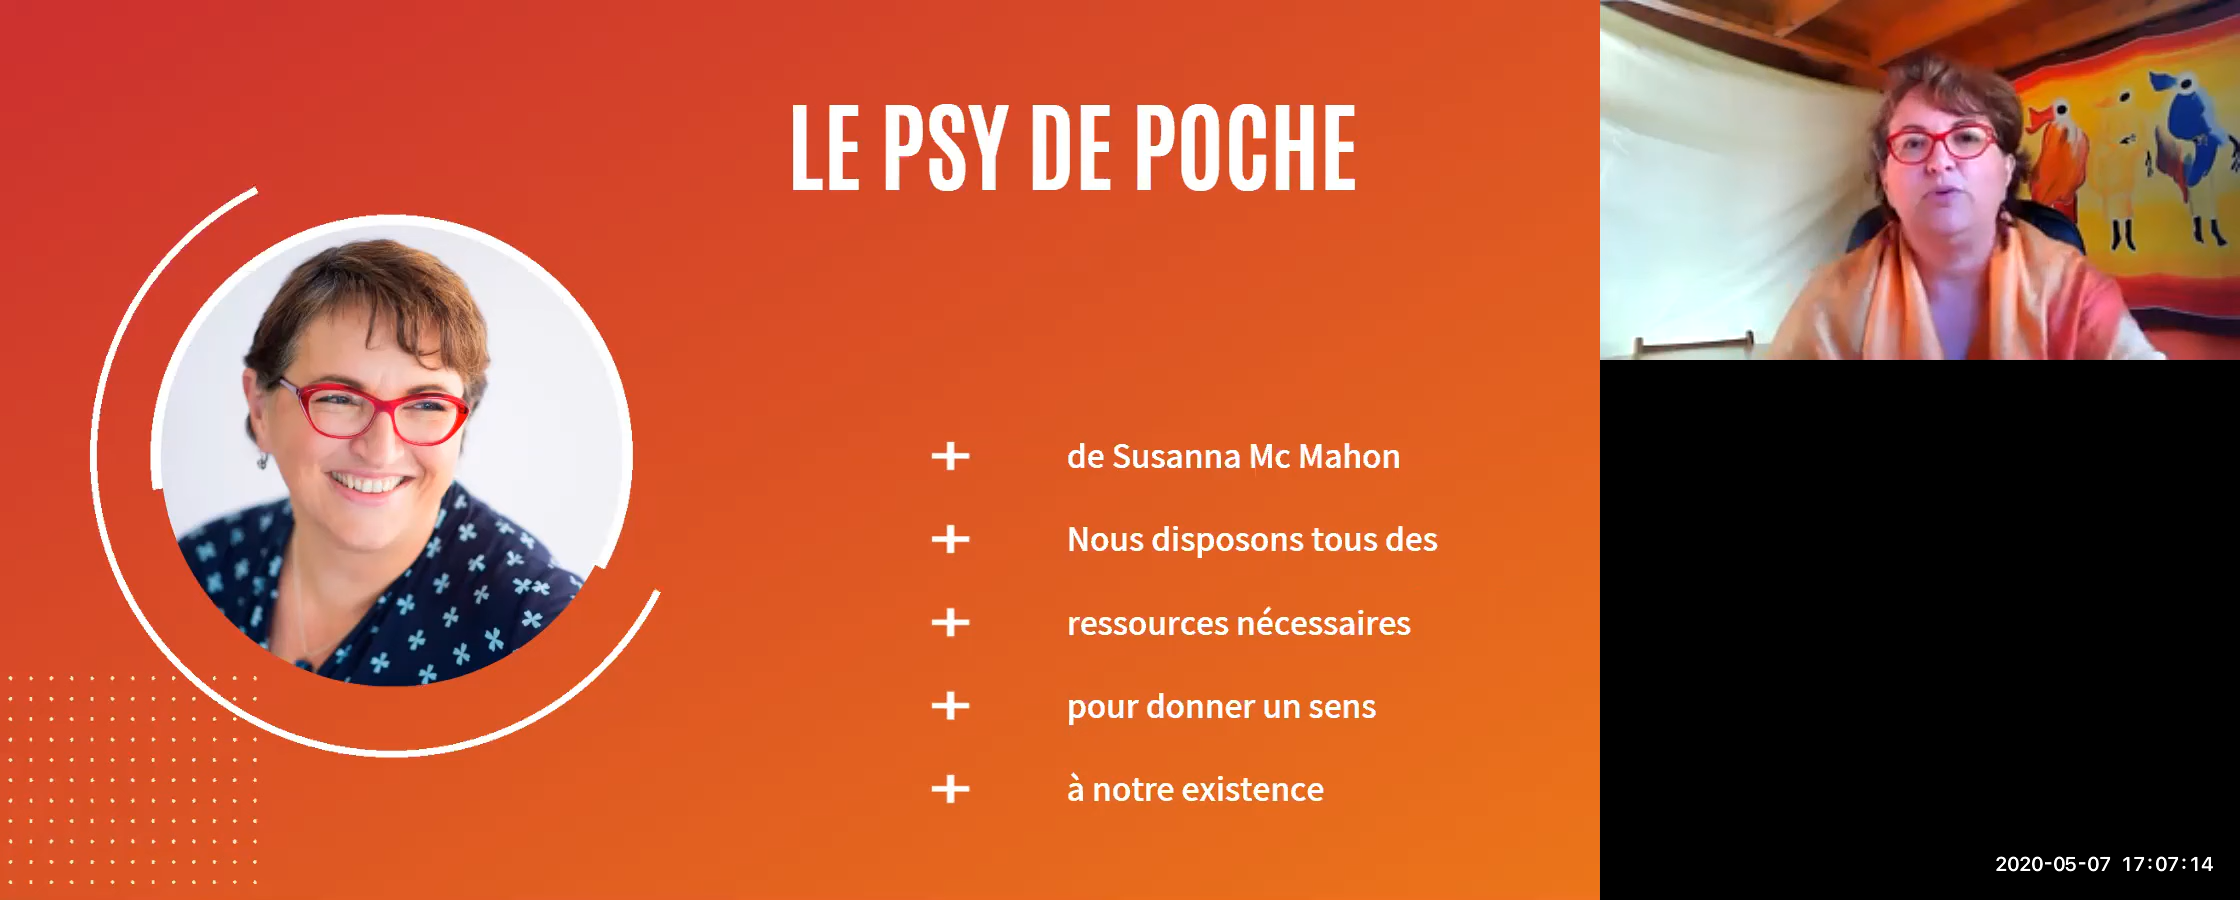 LE PSY DE POCHE
de Susanna Mc Mahon
Nous disposons tous des
ressources nécessaires
pour donner un sens
à notre existence
2020-05-07 17:07:14